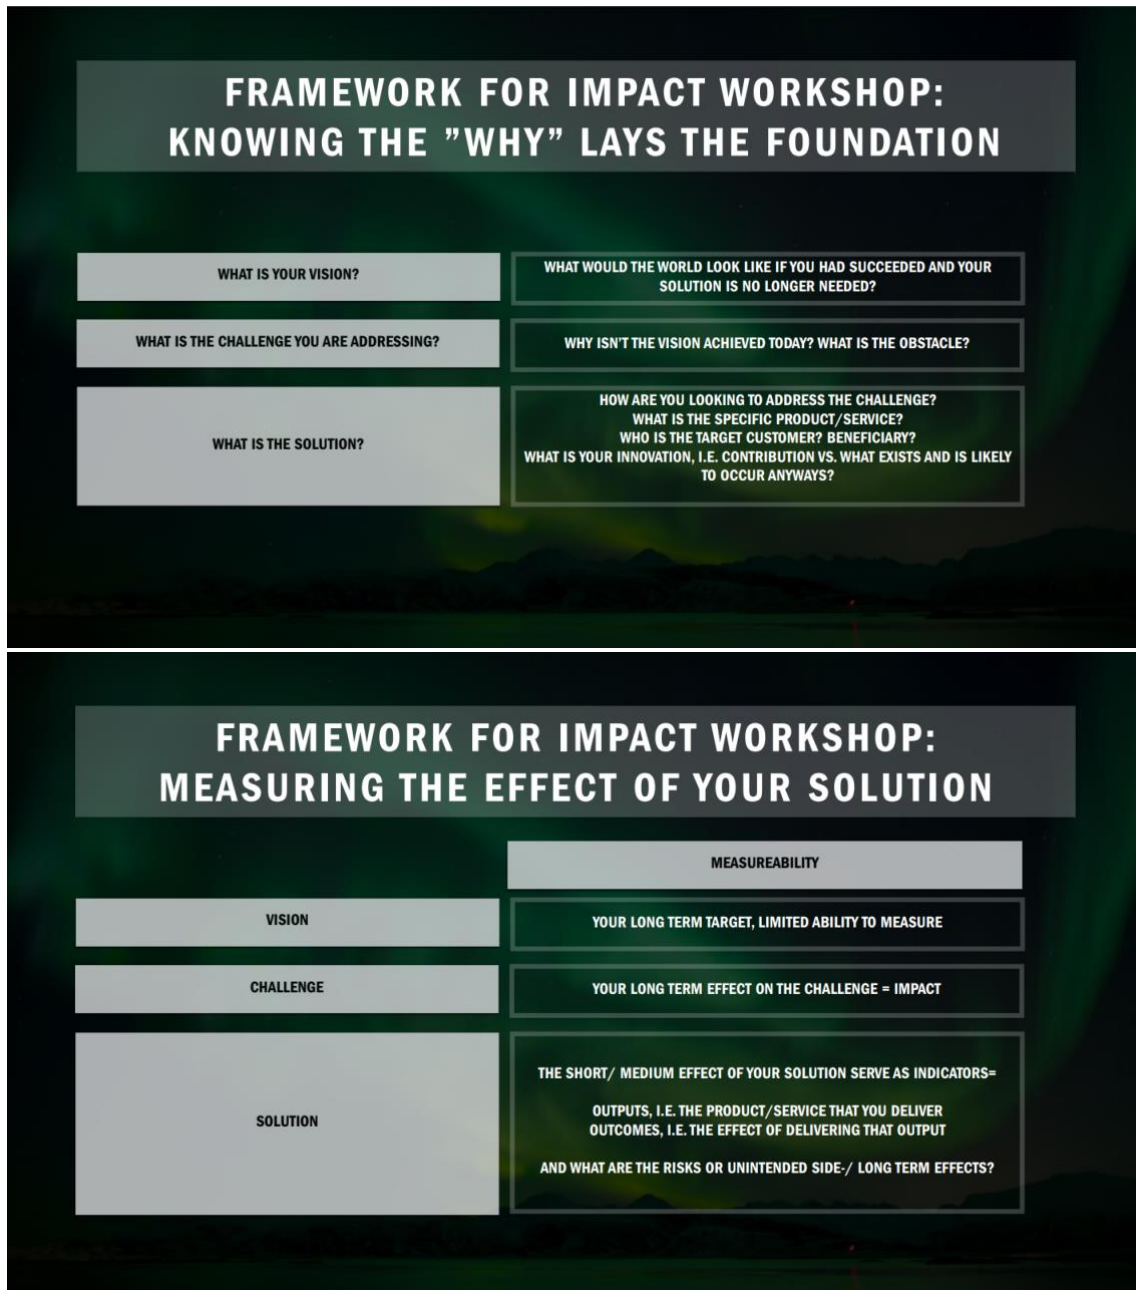 FRAMEWORK FOR IMPACT WORKSHOP:
KNOWING THE ”WHY” LAYS THE FOUNDATION
WHAT IS YOUR VISION?
WHAT WOULD THE WORLD LOOK LIKE IF YOU HAD SUCCEEDED AND YOUR
SOLUTION IS NO LONGER NEEDED?
WHAT IS THE CHALLENGE YOU ARE ADDRESSING?
WHY ISN'T THE VISION ACHIEVED TODAY? WHAT IS THE OBSTACLE?
WHAT IS THE SOLUTION?
HOW ARE YOU LOOKING TO ADDRESS THE CHALLENGE?
WHAT IS THE SPECIFIC PRODUCT/SERVICE?
WHO IS THE TARGET CUSTOMER? BENEFICIARY?
WHAT IS YOUR INNOVATION, I.E. CONTRIBUTION VS. WHAT EXISTS AND IS LIKELY
TO OCCUR ANYWAYS?
FRAMEWORK FOR IMPACT WORKSHOP:
MEASURING THE EFFECT OF YOUR SOLUTION
MEASUREABILITY
VISION
YOUR LONG TERM TARGET, LIMITED ABILITY TO MEASURE
CHALLENGE
YOUR LONG TERM EFFECT ON THE CHALLENGE = IMPACT
SOLUTION
THE SHORT/ MEDIUM EFFECT OF YOUR SOLUTION SERVE AS INDICATORS=
OUTPUTS, I.E. THE PRODUCT/SERVICE THAT YOU DELIVER
OUTCOMES, I.E. THE EFFECT OF DELIVERING THAT OUTPUT
AND WHAT ARE THE RISKS OR UNINTENDED SIDE-/ LONG TERM EFFECTS?